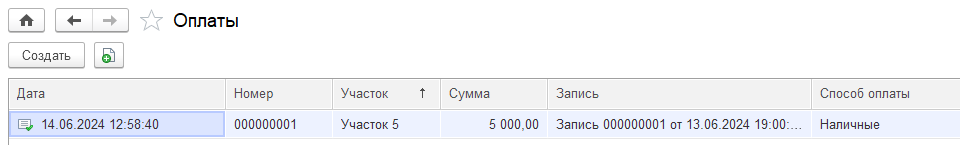 Оплаты
Создать
Дата Номер Участок ↑ Сумма Запись Способ оплаты
14.06.2024 12:58:40 000000001 Участок 5 5 000,00 Запись 000000001 от 13.06.2024 19:00:... Наличные